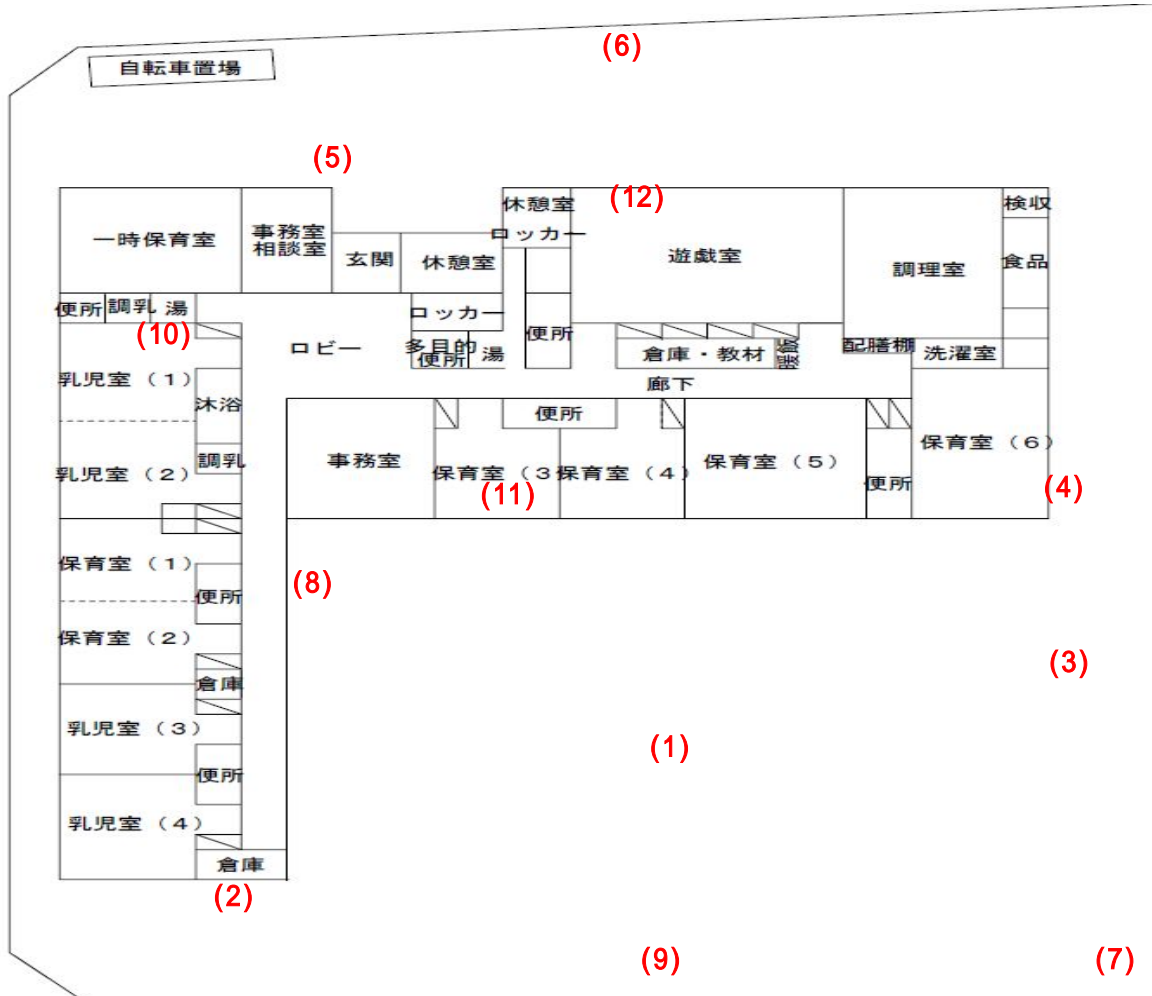 (6)
自転車置場
(5)
(12)
休憩室
検収
一時保育室
事務室
相談室
ロッカー
玄関
休憩室
遊戯室
調理室
食品
便所
調乳
湯
ロッカー
(10)
ロビー
多目的
便所
湯
便所
倉庫・教材
暖飯
配膳棚
洗濯室
乳児室（1）
廊下
沐浴
便所
保育室（6）
調乳
事務室
保育室（3
保育室（4）
保育室（5）
乳児室（2）
便所
(4)
(11)
保育室（1）
(8)
便所
保育室（2）
(3)
倉庫
乳児室（3）
(1)
便所
乳児室（4）
倉庫
(2)
(9)
(7)